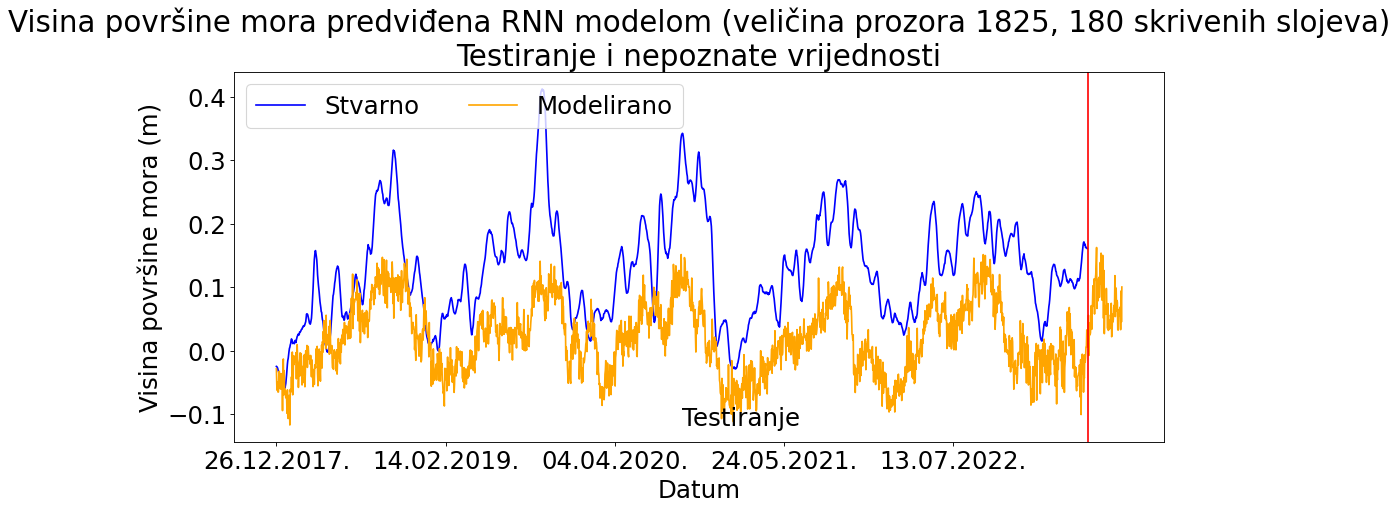 Visina površine mora predviđena RNN modelom (veličina prozora 1825, 180 skrivenih slojeva)
Testiranje i nepoznate vrijednosti
Stvarno
Modelirano
Visina površine mora (m)
0.4
0.3
0.2
0.1
0.0
−0.1
Testiranje
26.12.2017.
14.02.2019.
04.04.2020.
24.05.2021.
13.07.2022.
Datum